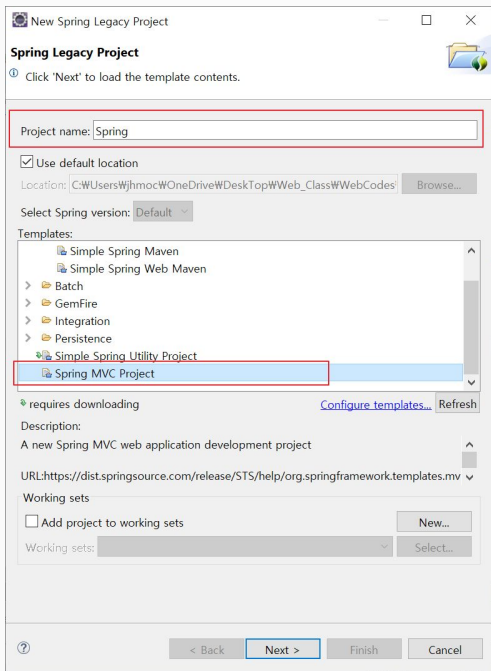 New Spring Legacy Project
Spring Legacy Project
Click 'Next' to load the template contents.
Project name: Spring
Use default location
Location: C:₩Users₩jhmoc₩OneDrive₩DeskTop₩Web_Class₩WebCodes Browse...
Select Spring version: Default
Templates:
Simple Spring Maven
Simple Spring Web Maven
Batch
GemFire
Integration
Persistence
Simple Spring Utility Project
Spring MVC Project
requires downloading Configure templates... Refresh
Description:
A new Spring MVC web application development project
URL:https://dist.springsource.com/release/STS/help/org.springframework.templates.mv
Working sets
Add project to working sets New...
Working sets: Select...
? < Back Next > Finish Cancel